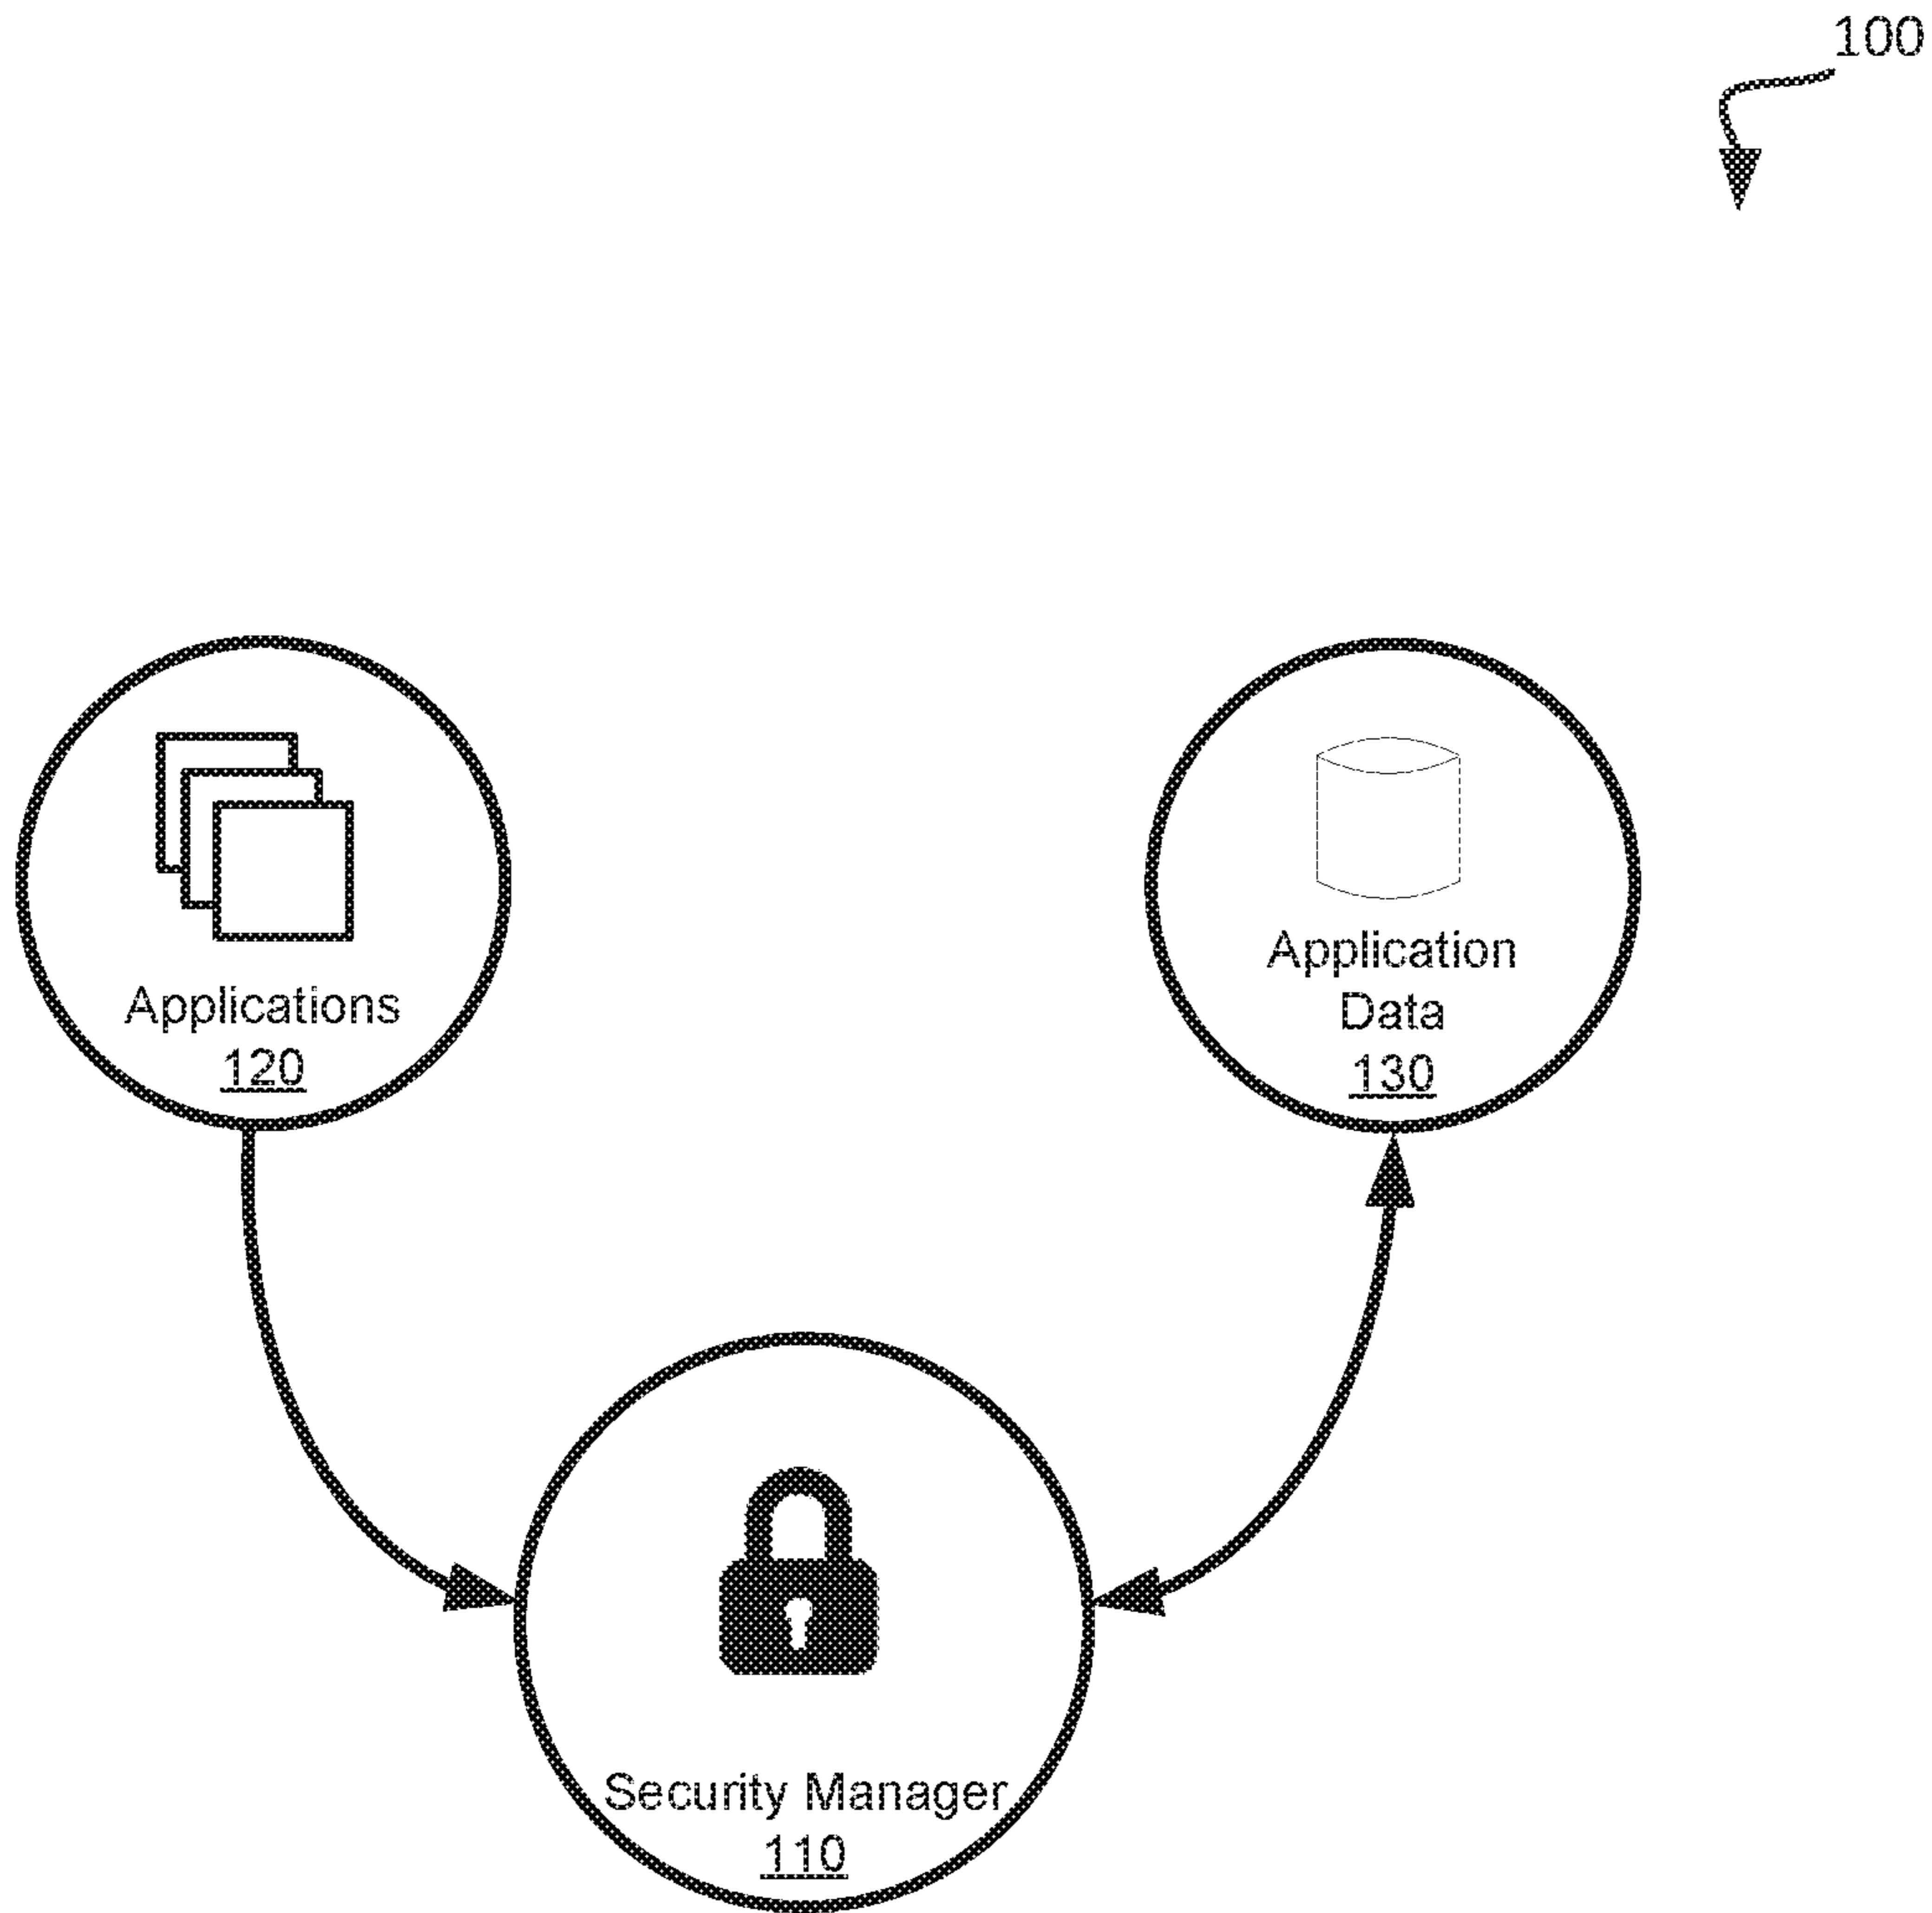 100
Applications
120
Application
Data
130
Security Manager
110